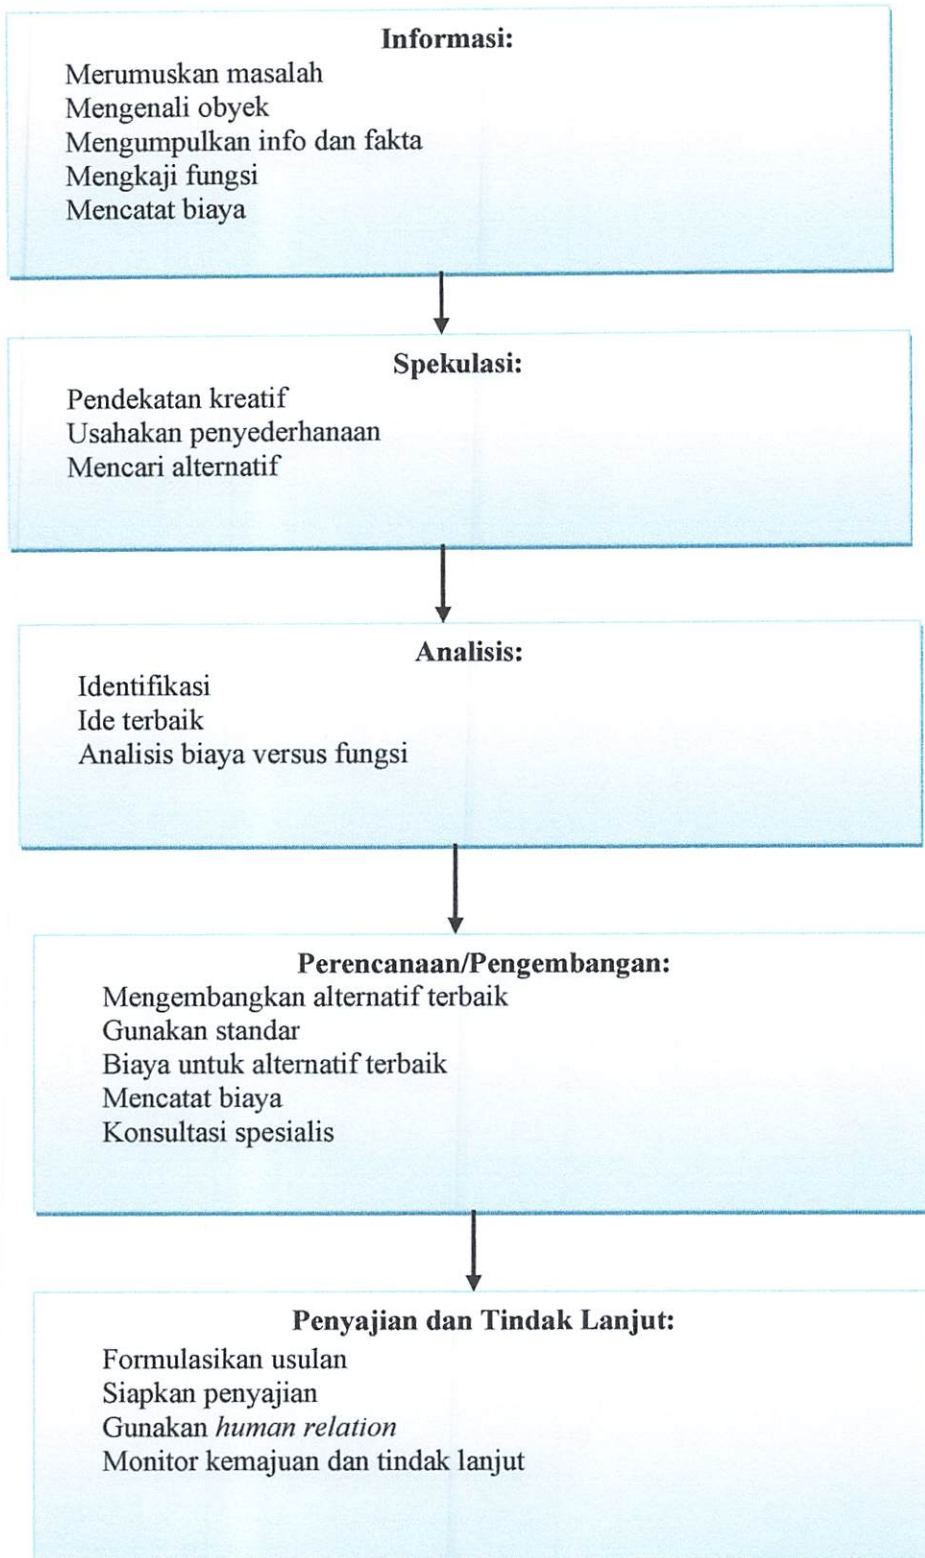 Informasi:
Merumuskan masalah
Mengenali obyek
Mengumpulkan info dan fakta
Mengkaji fungsi
Mencatat biaya
Spekulasi:
Pendekatan kreatif
Usahakan penyederhanaan
Mencari alternatif
Analisis:
Identifikasi
Ide terbaik
Analisis biaya versus fungsi
Perencanaan/Pengembangan:
Mengembangkan alternatif terbaik
Gunakan standar
Biaya untuk alternatif terbaik
Mencatat biaya
Konsultasi spesialis
Penyajian dan Tindak Lanjut:
Formulasikan usulan
Siapkan penyajian
Gunakan human relation
Monitor kemajuan dan tindak lanjut